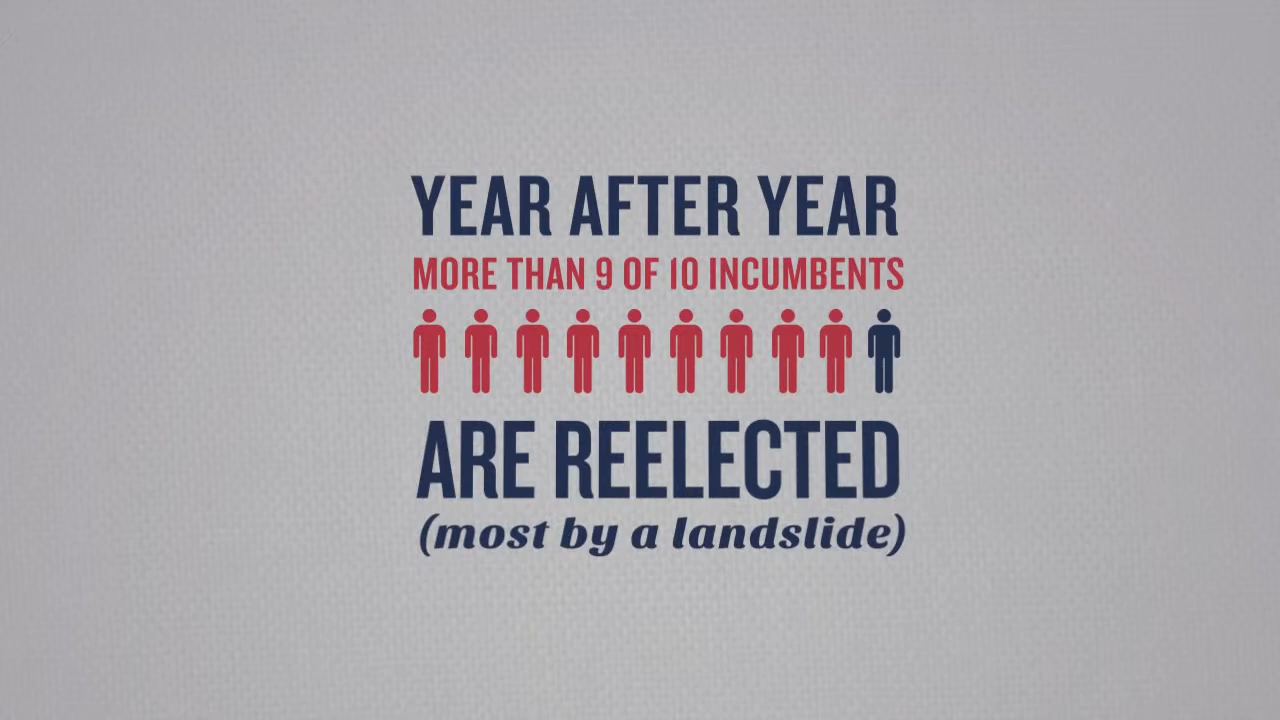 YEAR AFTER YEAR
MORE THAN 9 OF 10 INCUMBENTS
ARE REELECTED
(most by a landslide)